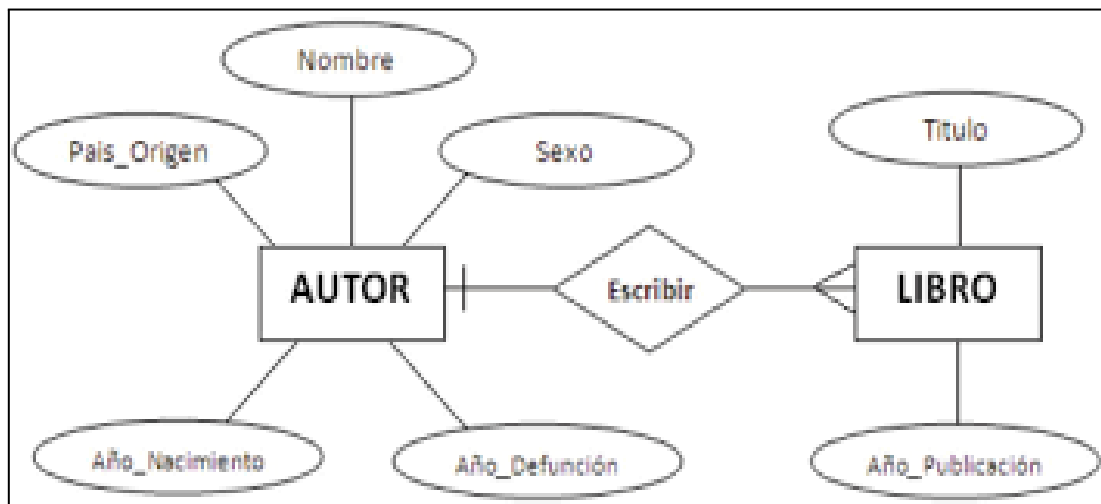 Nombre
Pais_Origen
Sexo
Titulo
AUTOR
Escribir
LIBRO
Año_Nacimiento
Año_Defunción
Año_Publicación